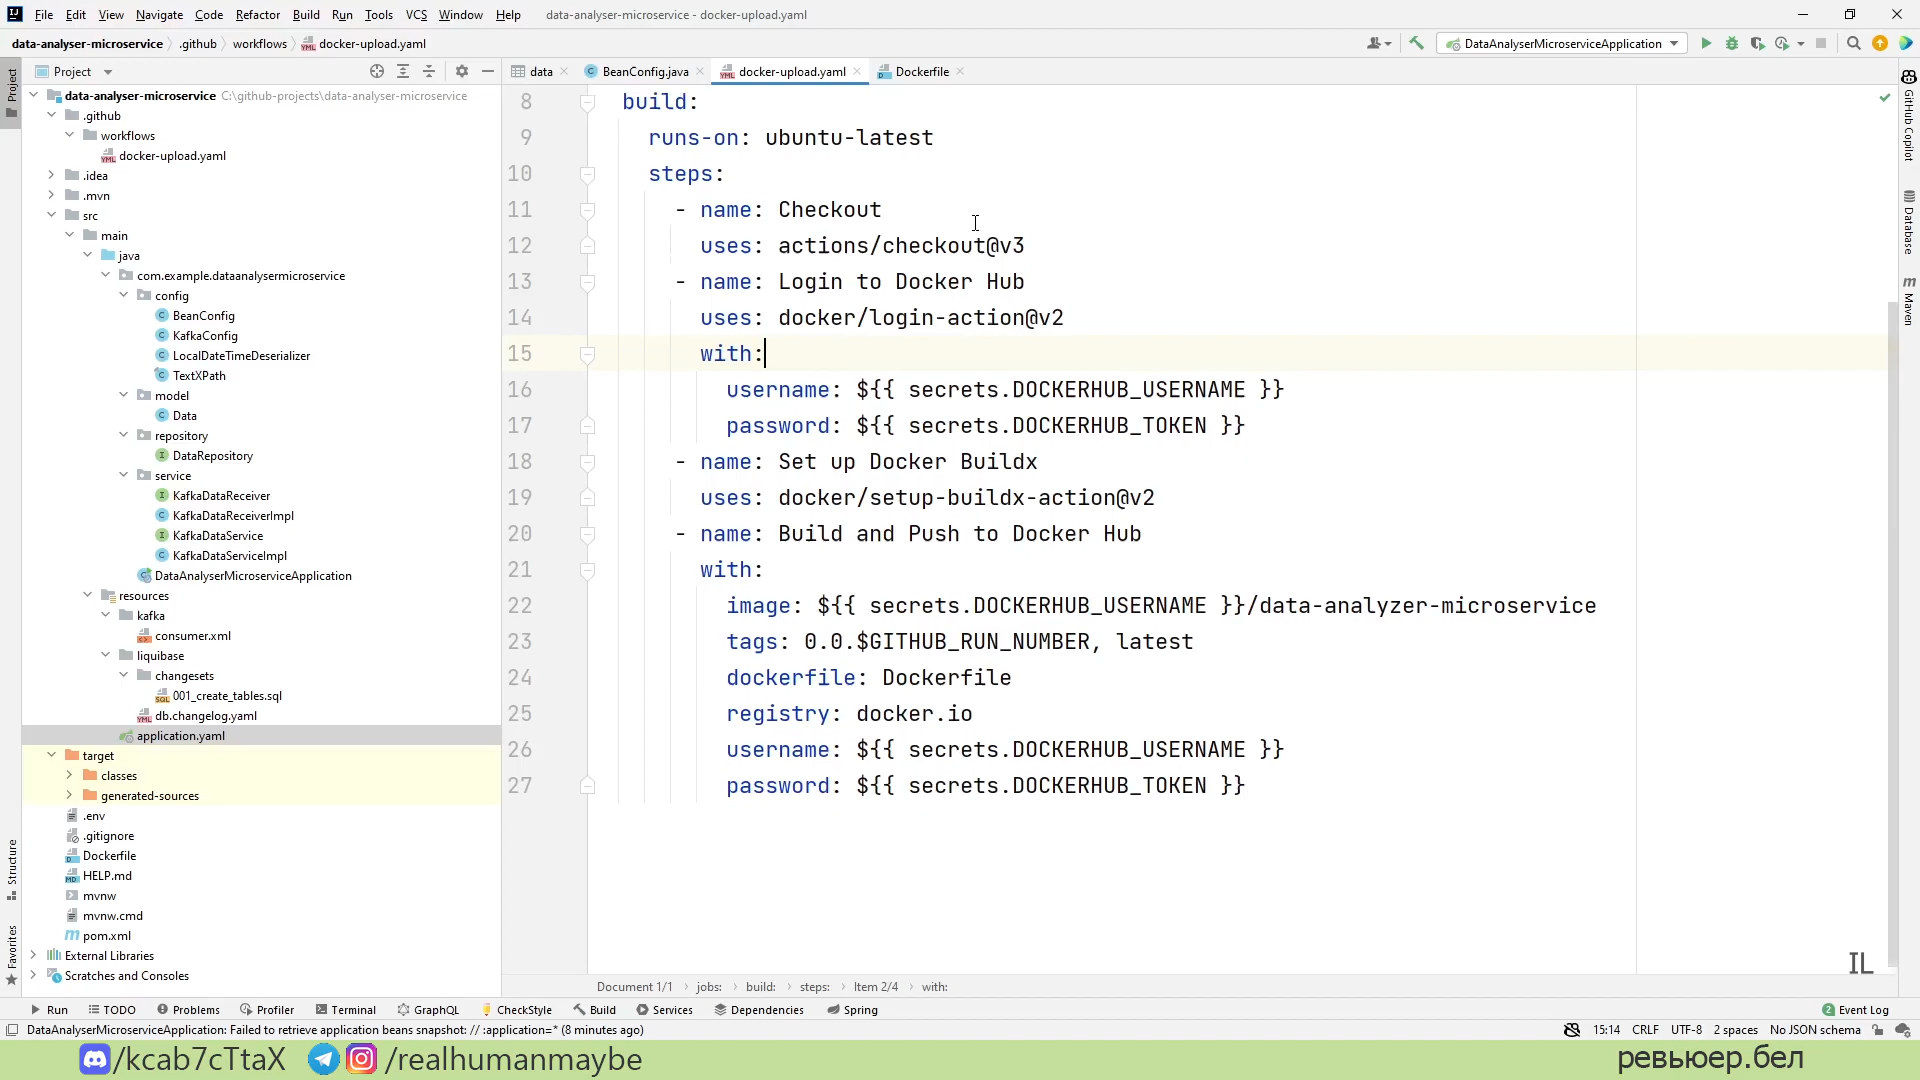 File Edit View Navigate Code Refactor Build Run Tools VCS Window Help data-analyser-microservice - docker-upload.yaml
data-analyser-microservice .github workflows docker-upload.yaml DataAnalyserMicroserviceApplication
Project data BeanConfig.java docker-upload.yaml Dockerfile
Project
Structure
Favorites
data-analyser-microservice C:\github-projects\data-analyser-microservice
.github
workflows
docker-upload.yaml
.idea
.mvn
src
main
java
com.example.dataanalysermicroservice
config
BeanConfig
KafkaConfig
LocalDateTimeDeserializer
TextXPath
model
Data
repository
DataRepository
service
KafkaDataReceiver
KafkaDataReceiverImpl
KafkaDataService
KafkaDataServiceImpl
DataAnalyserMicroserviceApplication
resources
kafka
consumer.xml
liquibase
changesets
001_create_tables.sql
db.changelog.yaml
application.yaml
target
classes
generated-sources
.env
.gitignore
Dockerfile
HELP.md
mvnw
mvnw.cmd
pom.xml
External Libraries
Scratches and Consoles
8 build:
9 runs-on: ubuntu-latest
10 steps:
11 - name: Checkout
12 uses: actions/checkout@v3
13 - name: Login to Docker Hub
14 uses: docker/login-action@v2
15 with:
16 username: ${{ secrets.DOCKERHUB_USERNAME }}
17 password: ${{ secrets.DOCKERHUB_TOKEN }}
18 - name: Set up Docker Buildx
19 uses: docker/setup-buildx-action@v2
20 - name: Build and Push to Docker Hub
21 with:
22 image: ${{ secrets.DOCKERHUB_USERNAME }}/data-analyzer-microservice
23 tags: 0.0.$GITHUB_RUN_NUMBER, latest
24 dockerfile: Dockerfile
25 registry: docker.io
26 username: ${{ secrets.DOCKERHUB_USERNAME }}
27 password: ${{ secrets.DOCKERHUB_TOKEN }}
GitHub Copilot
Database
Maven
IL
Document 1/1 jobs: build: steps: Item 2/4 with:
Run TODO Problems Profiler Terminal GraphQL CheckStyle Build Services Dependencies Spring 2 Event Log
DataAnalyserMicroserviceApplication: Failed to retrieve application beans snapshot: // :application=* (8 minutes ago) 15:14 CRLF UTF-8 2 spaces No JSON schema
/kcab7cTtaX /realhumanmaybe ревьюер.бел